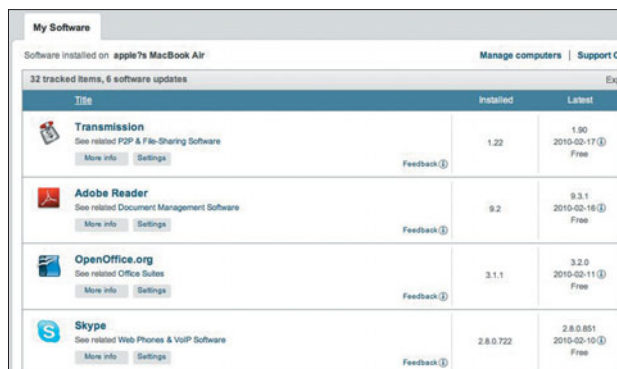 My Software
Software installed on apple?s MacBook Air Manage computers | Support
32 tracked items, 6 software updates
Title Installed Latest
Transmission
See related P2P & File-Sharing Software
More info Settings
Feedback
1.22
1.90
2010-02-17
Free
Adobe Reader
See related Document Management Software
More info Settings
Feedback
9.2
9.3.1
2010-02-16
Free
OpenOffice.org
See related Office Suites
More info Settings
Feedback
3.1.1
3.2.0
2010-02-11
Free
Skype
See related Web Phones & VoIP Software
More info Settings
Feedback
2.8.0.722
2.8.0.851
2010-02-10
Free